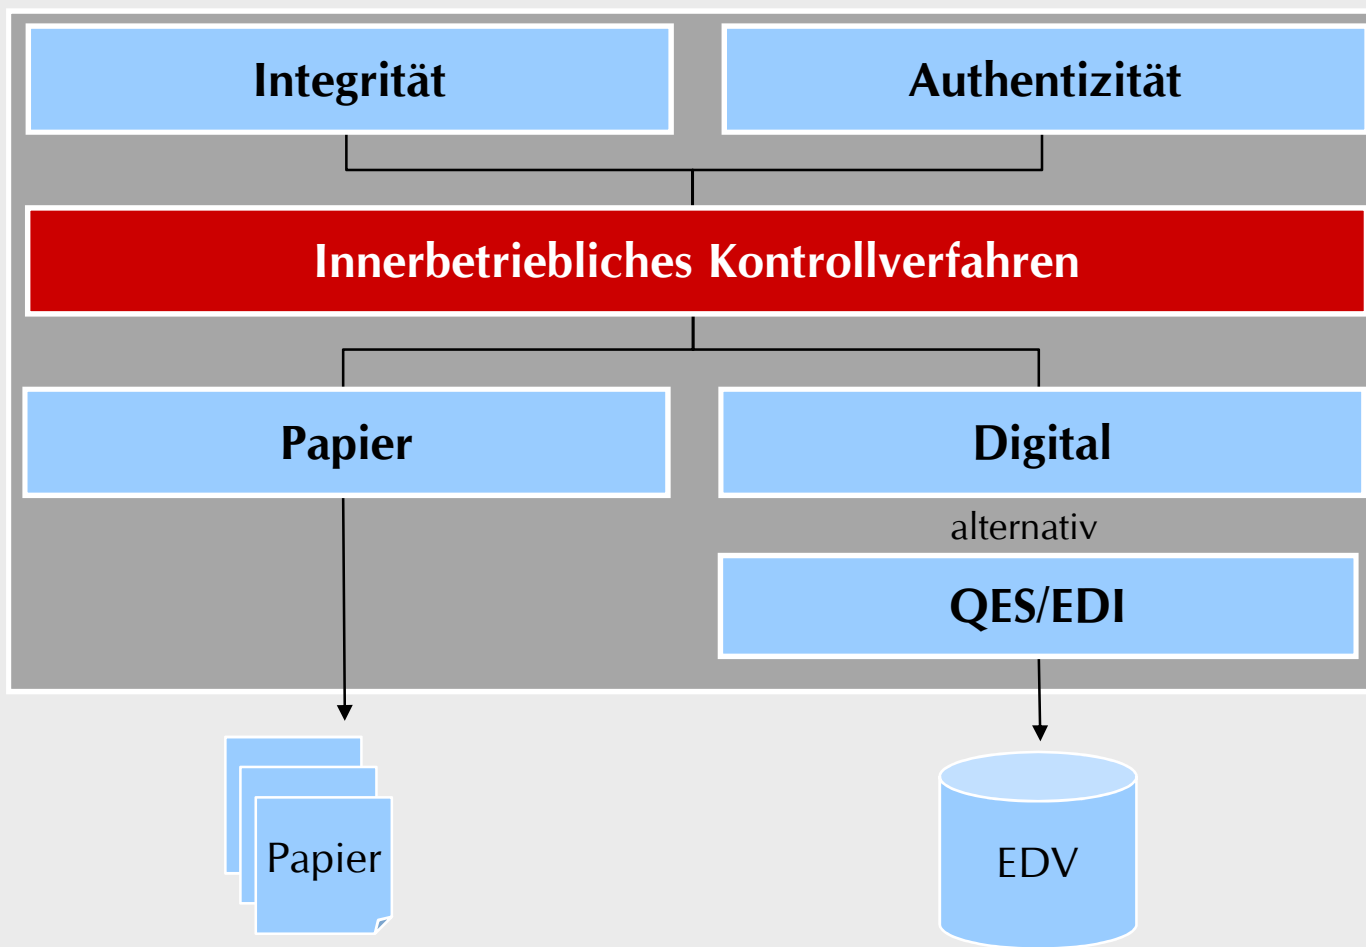 Integrität
Authentizität
Innerbetriebliches Kontrollverfahren
Papier
Digital
alternativ
QES/EDI
Papier
EDV